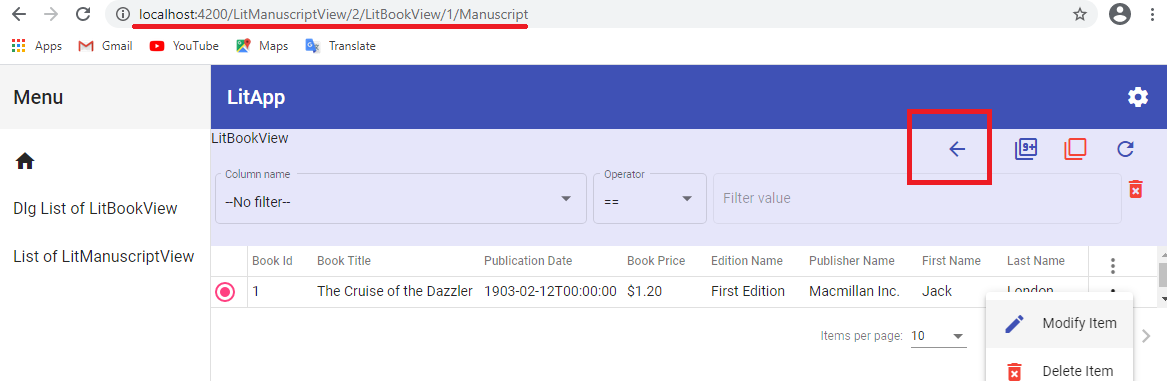 localhost:4200/LitManuscriptView/2/LitBookView/1/Manuscript
Apps Gmail YouTube Maps Translate
Menu LitApp
LitBookView
9+
Column name Operator
--No filter-- == Filter value
Dlg List of LitBookView
List of LitManuscriptView
Book Id Book Title Publication Date Book Price Edition Name Publisher Name First Name Last Name
1 The Cruise of the Dazzler 1903-02-12T00:00:00 $1.20 First Edition Macmillan Inc. Jack London
Modify Item
Items per page: 10
Delete Item